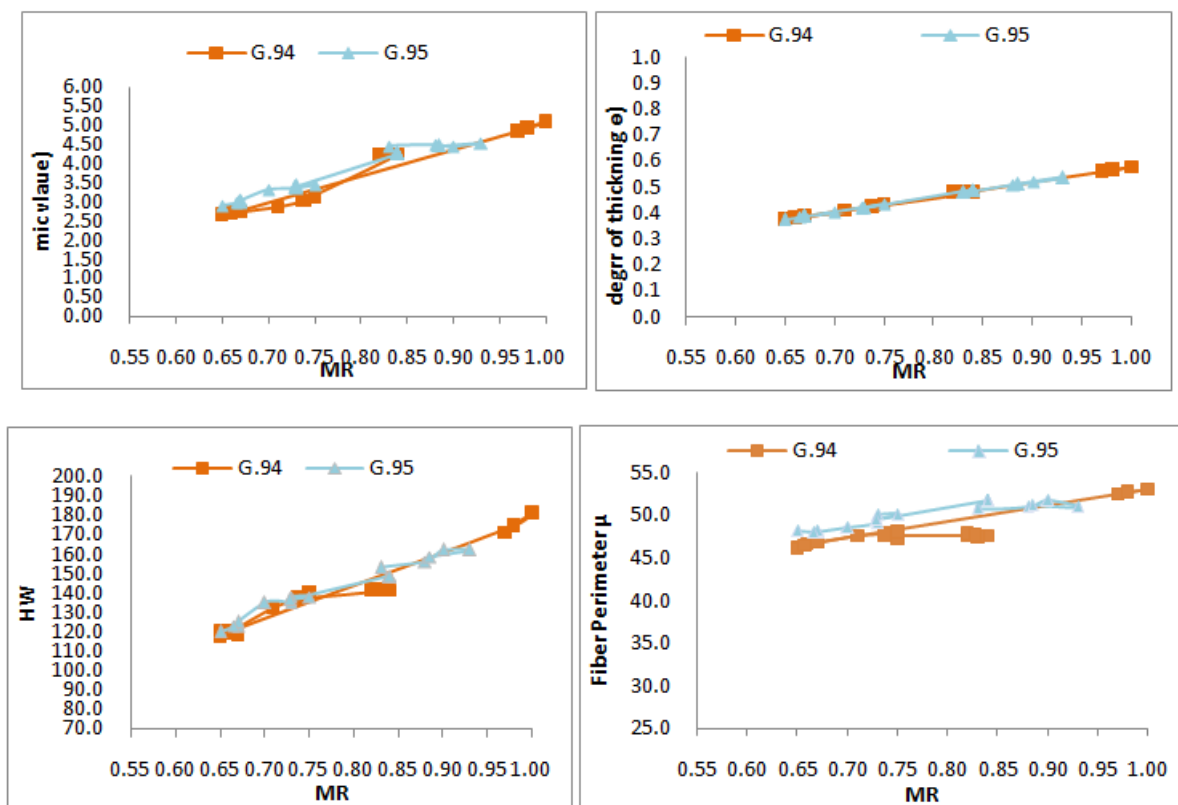 G.94 G.95
6.00
5.50
5.00
4.50
4.00
3.50
3.00
2.50
2.00
1.50
1.00
0.50
0.00
mic vlaue)
0.55 0.60 0.65 0.70 0.75 0.80 0.85 0.90 0.95 1.00
MR
G.94 G.95
1.0
0.9
0.8
0.7
0.6
0.5
0.4
0.3
0.2
0.1
0.0
degrr of thickning ɵ)
0.55 0.60 0.65 0.70 0.75 0.80 0.85 0.90 0.95 1.00
MR
G.94 G.95
200.0
190.0
180.0
170.0
160.0
150.0
140.0
130.0
120.0
110.0
100.0
90.0
80.0
70.0
HW
0.55 0.60 0.65 0.70 0.75 0.80 0.85 0.90 0.95 1.00
MR
G.94 G.95
55.0
50.0
45.0
40.0
35.0
30.0
25.0
Fiber Perimeter µ
0.55 0.60 0.65 0.70 0.75 0.80 0.85 0.90 0.95 1.00
MR